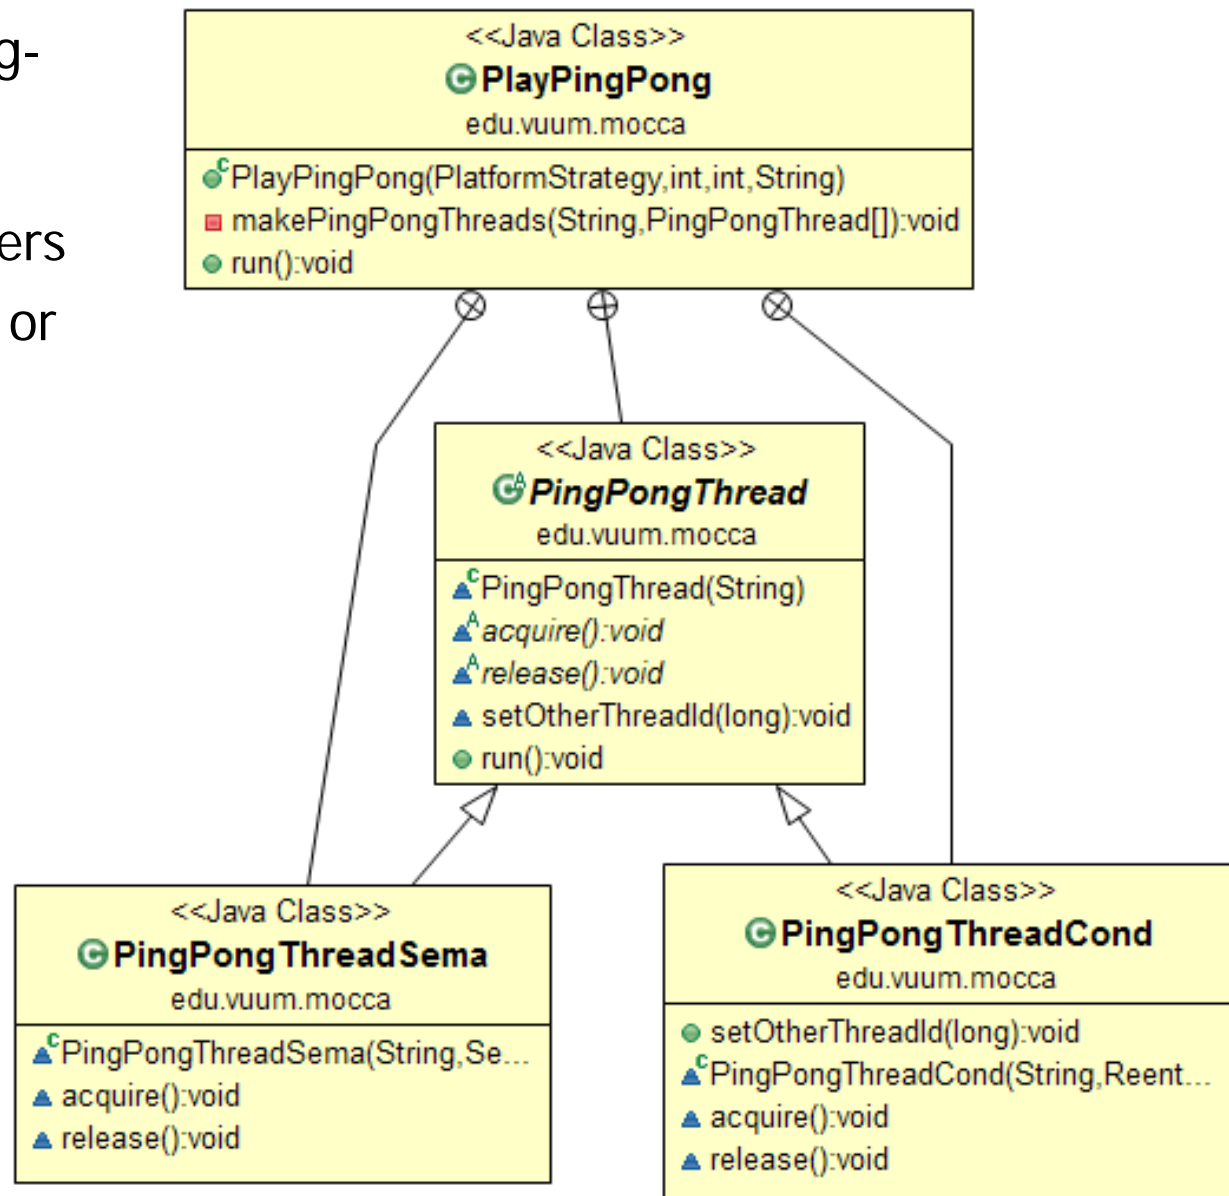 g-
ers
or
<<Java Class>>
PlayPingPong
edu.vuum.mocca
PlayPingPong(PlatformStrategy,int,int,String)
makePingPongThreads(String,PingPongThread[]):void
run():void
<<Java Class>>
PingPongThread
edu.vuum.mocca
PingPongThread(String)
acquire():void
release():void
setOtherThreadId(long):void
run():void
<<Java Class>>
PingPongThreadSema
edu.vuum.mocca
PingPongThreadSema(String,Se...
acquire():void
release():void
<<Java Class>>
PingPongThreadCond
edu.vuum.mocca
setOtherThreadId(long):void
PingPongThreadCond(String,Reent...
acquire():void
release():void